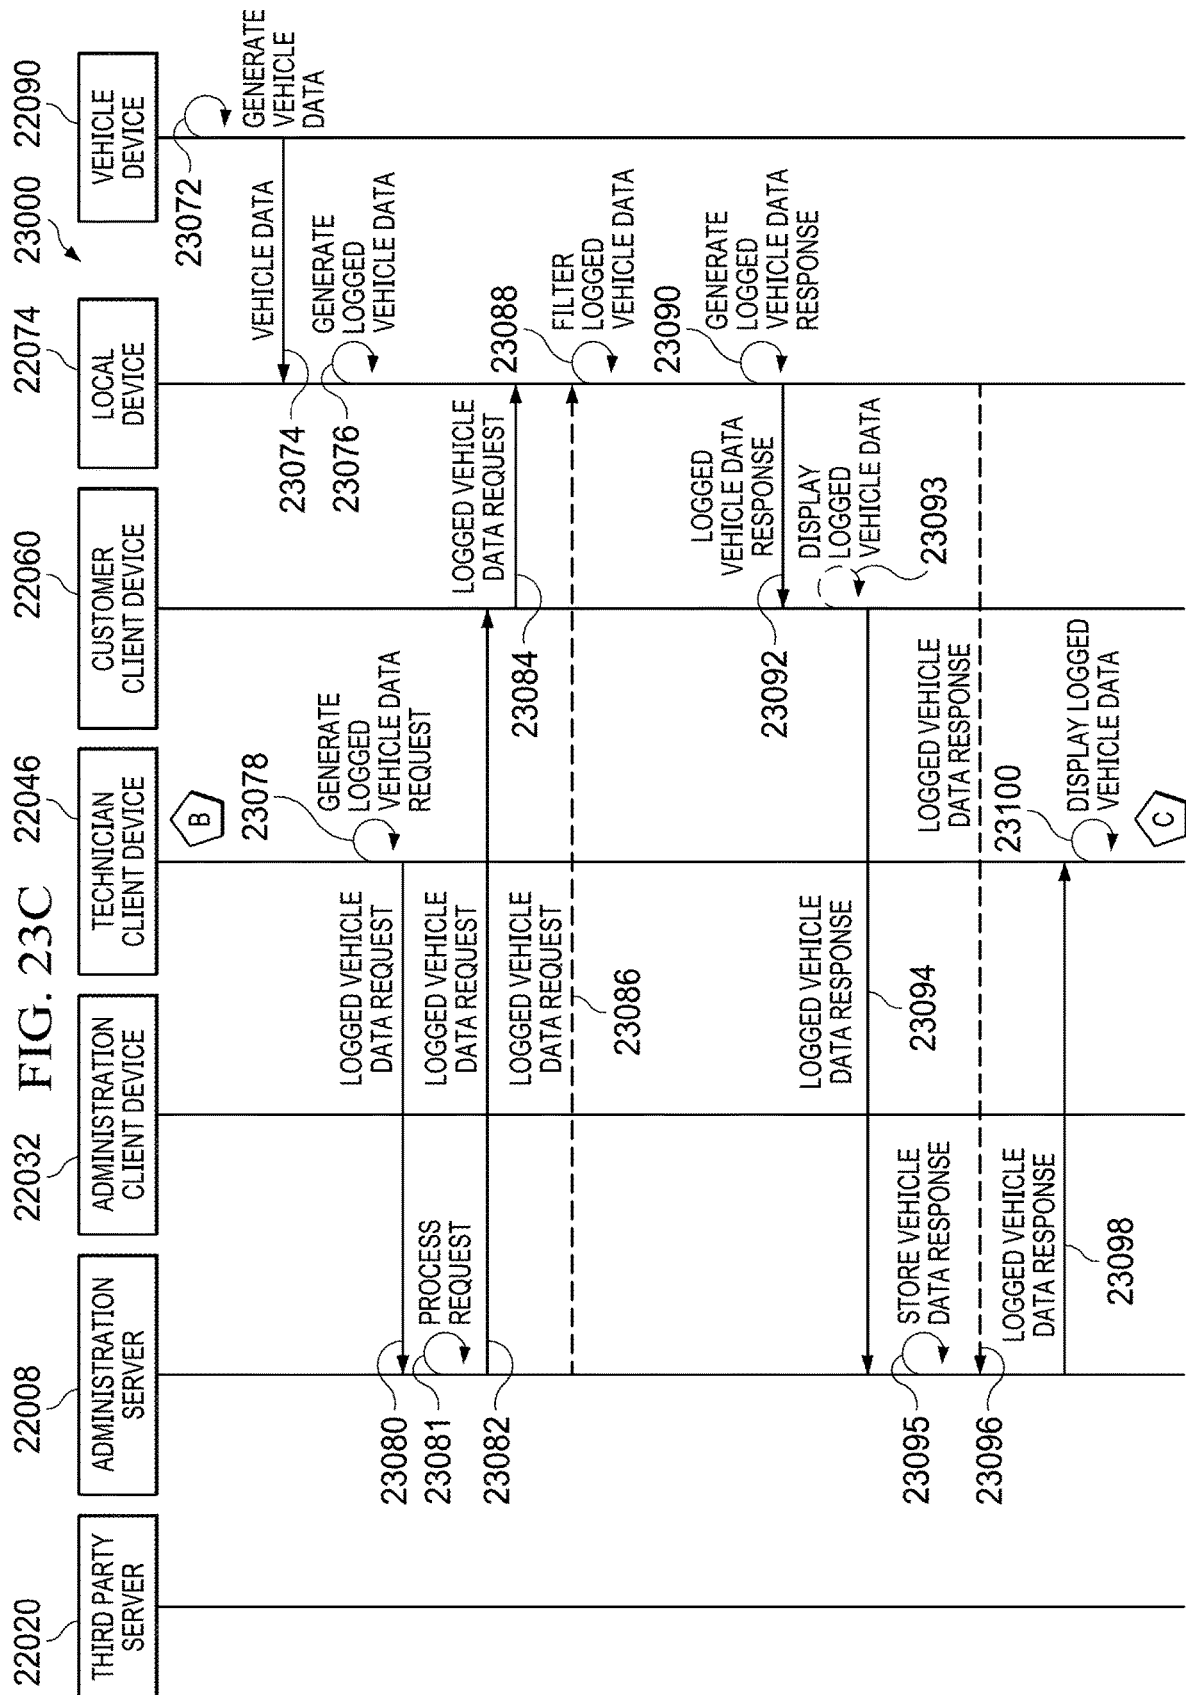 FIG. 23C
23000
22020
THIRD PARTY
SERVER
22008
ADMINISTRATION
SERVER
22032
ADMINISTRATION
CLIENT DEVICE
22046
TECHNICIAN
CLIENT DEVICE
22060
CUSTOMER
CLIENT DEVICE
22074
LOCAL
DEVICE
22090
VEHICLE
DEVICE
B
23072
GENERATE
VEHICLE
DATA
VEHICLE DATA
23074
23076
GENERATE
LOGGED
VEHICLE DATA
23078
GENERATE
LOGGED
VEHICLE DATA
REQUEST
LOGGED VEHICLE
DATA REQUEST
23080
23081
PROCESS
REQUEST
LOGGED VEHICLE
DATA REQUEST
23082
LOGGED VEHICLE
DATA REQUEST
23084
LOGGED VEHICLE
DATA REQUEST
23086
23088
FILTER
LOGGED
VEHICLE DATA
23090
GENERATE
LOGGED
VEHICLE DATA
RESPONSE
LOGGED
VEHICLE DATA
RESPONSE
23092
DISPLAY
LOGGED
VEHICLE DATA
23093
LOGGED VEHICLE
DATA RESPONSE
23094
23095
STORE VEHICLE
DATA RESPONSE
LOGGED VEHICLE
DATA RESPONSE
23096
LOGGED VEHICLE
DATA RESPONSE
23098
23100
DISPLAY LOGGED
VEHICLE DATA
C